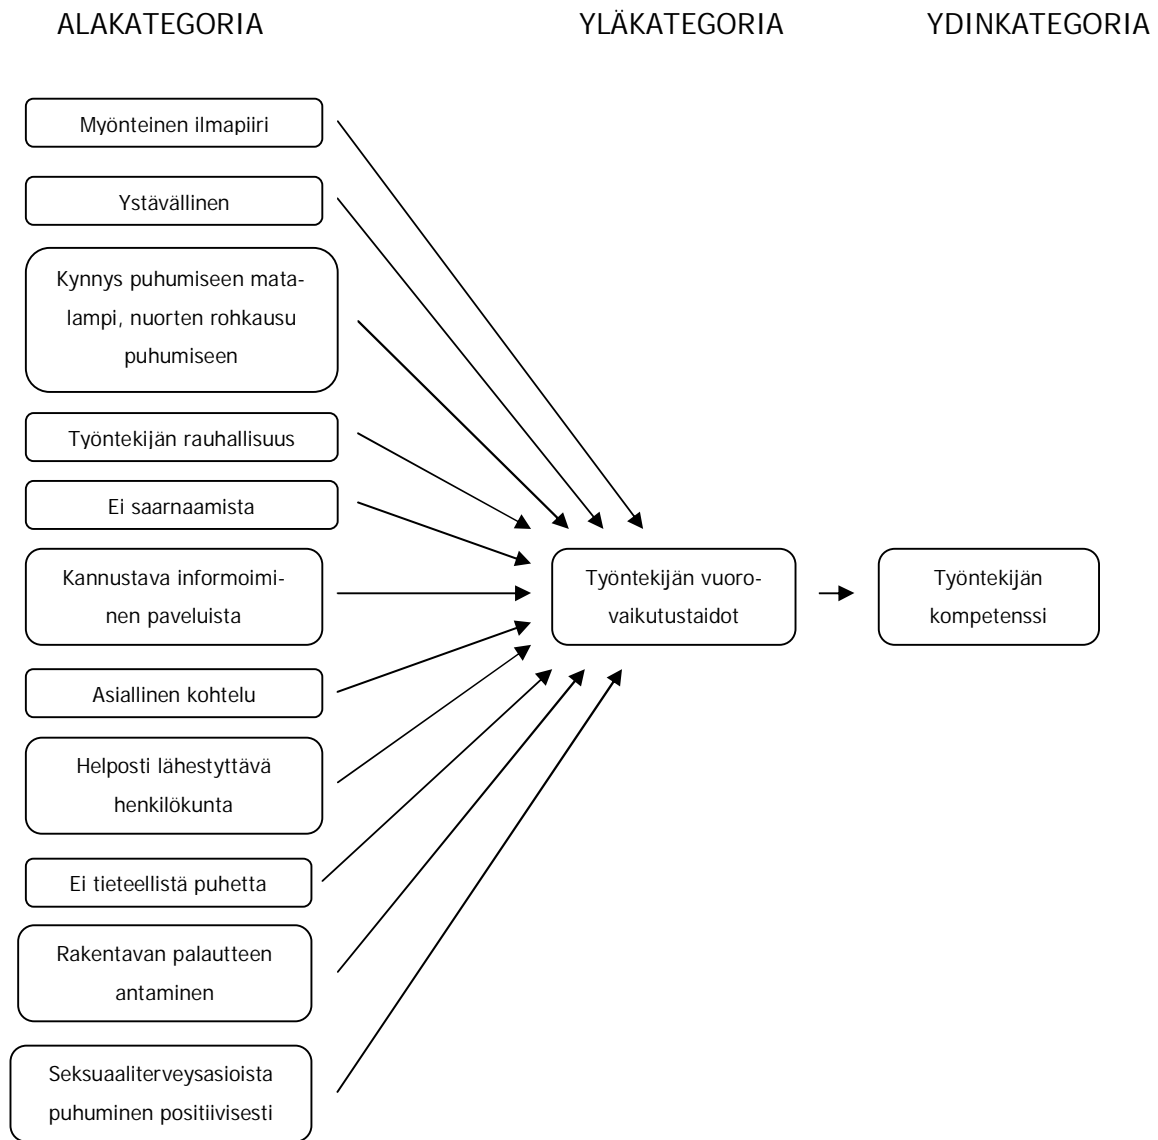 ALAKATEGORIA
YLÄKATEGORIA
YDINKATEGORIA
Myönteinen ilmapiiri
Ystävällinen
Kynnys puhumiseen mata-
lampi, nuorten rohkausu
puhumiseen
Työntekijän rauhallisuus
Ei saarnaamista
Kannustava informoimi-
nen paveluista
Asiallinen kohtelu
Helposti lähestyttävä
henkilökunta
Ei tieteellistä puhetta
Rakentavan palautteen
antaminen
Seksuaaliterveysasioista
puhuminen positiivisesti
Työntekijän vuoro-
vaikutustaidot
Työntekijän
kompetenssi